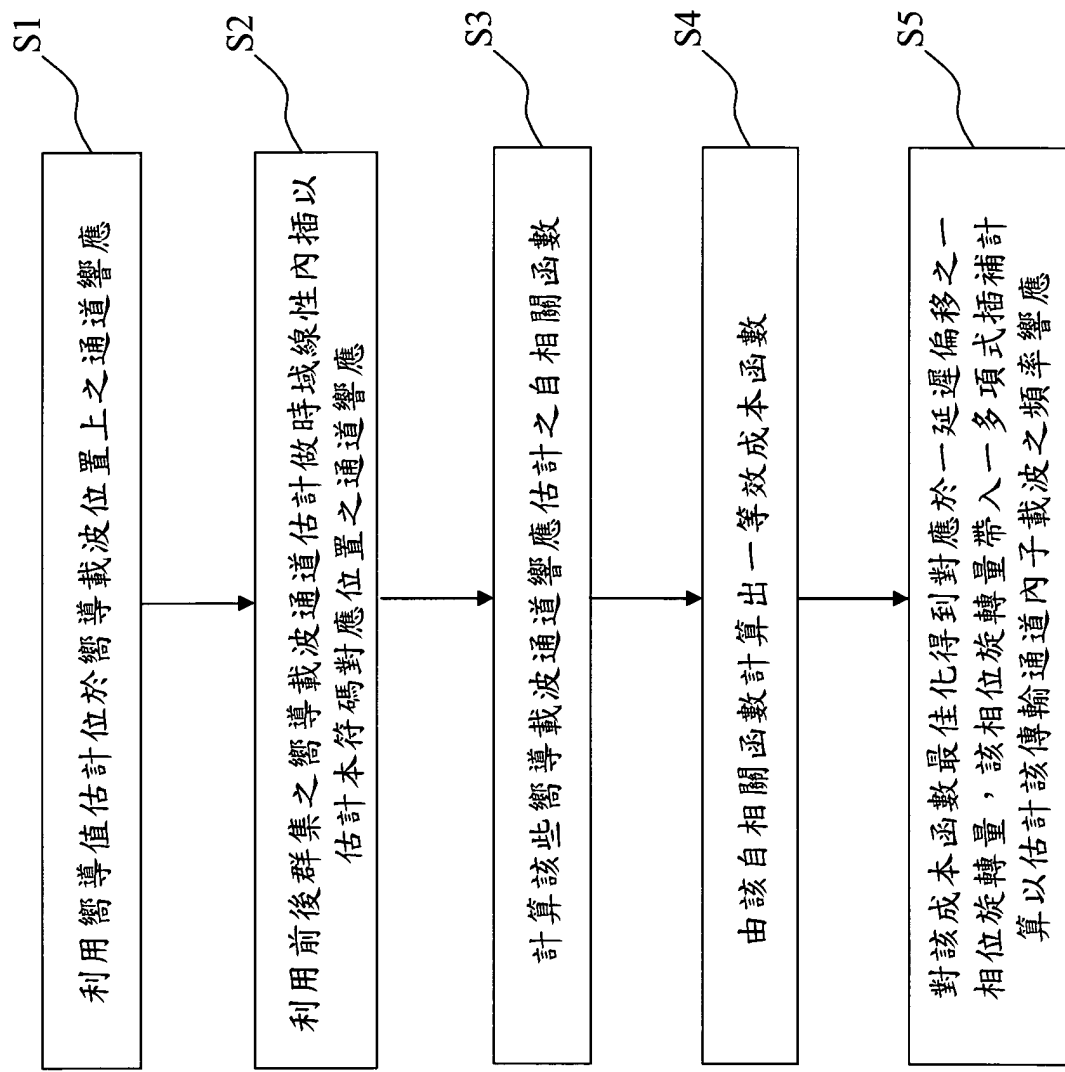 S1
利用嚮導值估計位於嚮導載波位置上之通道響應
S2
利用前後群集之嚮導載波通道估計做時域線性內插以
估計本符碼對應位置之通道響應
S3
計算該些嚮導載波通道響應估計之自相關函數
S4
由該自相關函數計算出一等效成本函數
S5
對該成本函數最佳化得到對應於一延遲偏移之一
相位旋轉量，該相位旋轉量帶入一多項式插補計
算以估計該傳輸通道內子載波之頻率響應